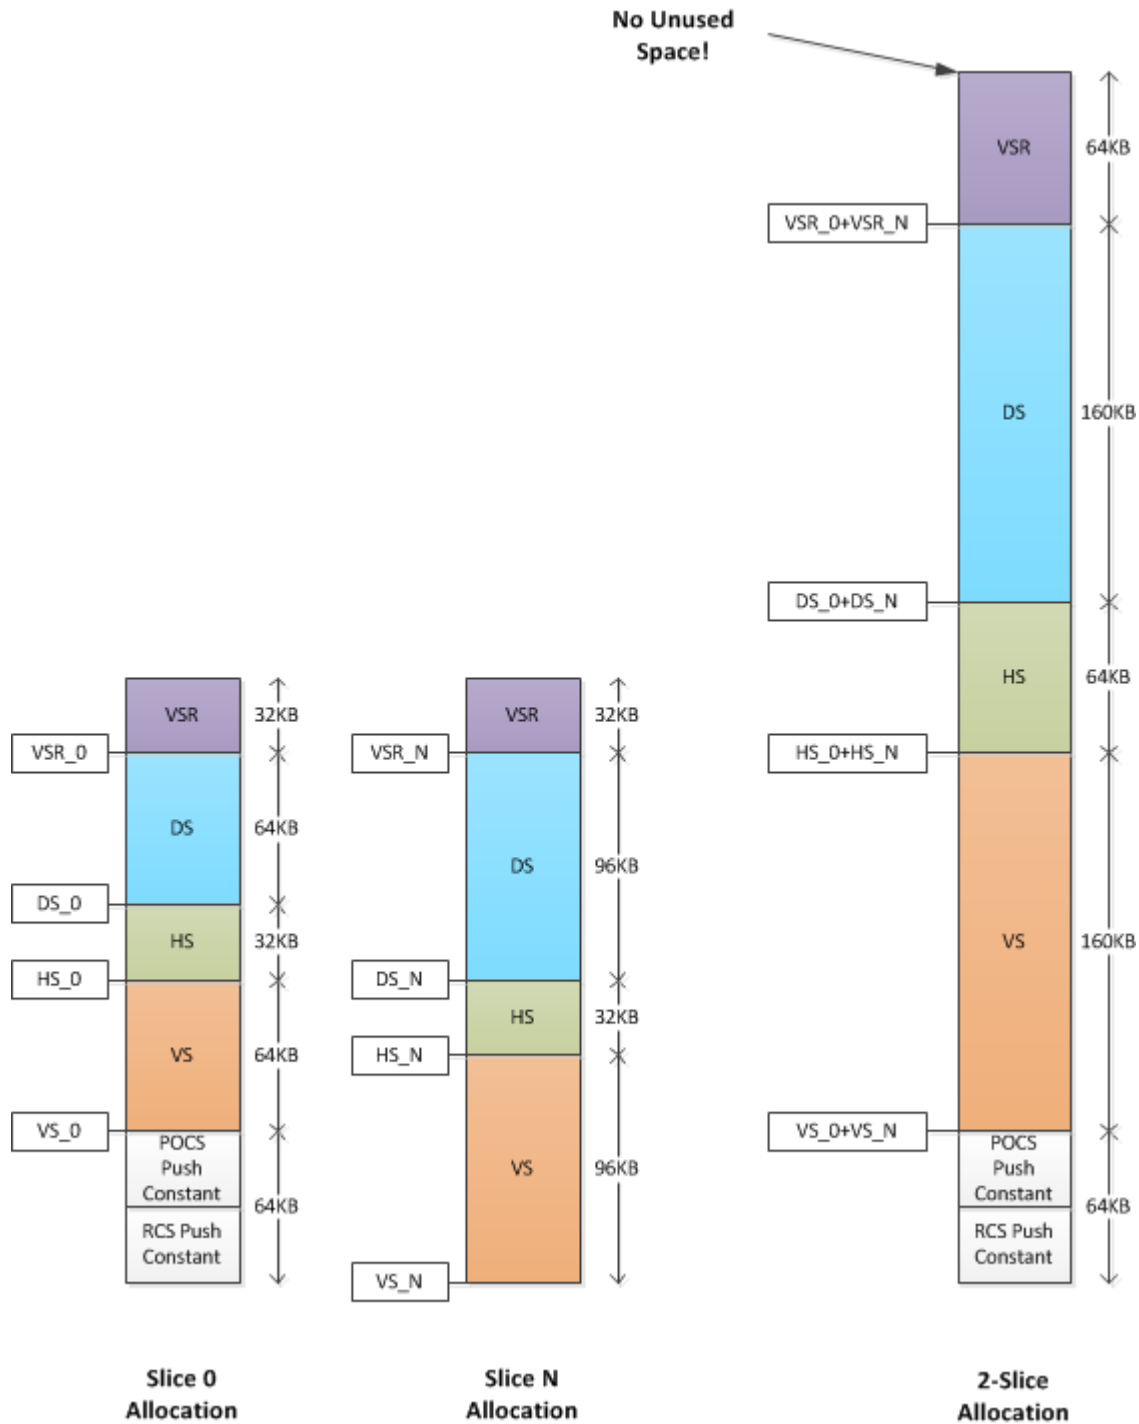 No Unused
Space!
VSR
64KB
VSR_0+VSR_N
DS
160KB
DS_0+DS_N
HS
64KB
HS_0+HS_N
VS
160KB
VS_0+VS_N
POCS
Push
Constant
64KB
RCS Push
Constant
VSR
32KB
VSR_0
DS
64KB
DS_0
HS
32KB
HS_0
VS
64KB
VS_0
POCS
Push
Constant
64KB
RCS Push
Constant
VSR
32KB
VSR_N
DS
96KB
DS_N
HS
32KB
HS_N
VS
96KB
VS_N
Slice 0
Allocation
Slice N
Allocation
2-Slice
Allocation